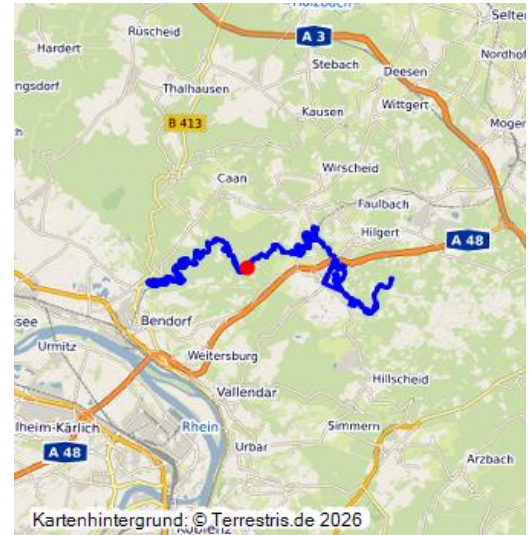 Holzbach
Selter
Rüscheid
A 3
Hardert
Stebach
Nordhof
Deesen
ngsdorf
Thalhausen
Wittgert
Kausen
Moger
B 413
Wirscheid
Caan
Faulbach
Hilgert
A 48
see
Bendorf
Urmitz
Weitersburg
Hillscheid
Vallendar
lheim-Kärlich
Rhein
Simmern
Urbar
A 48
Arzbach
Koblenz
Kartenhintergrund: © Terrestris.de 2026